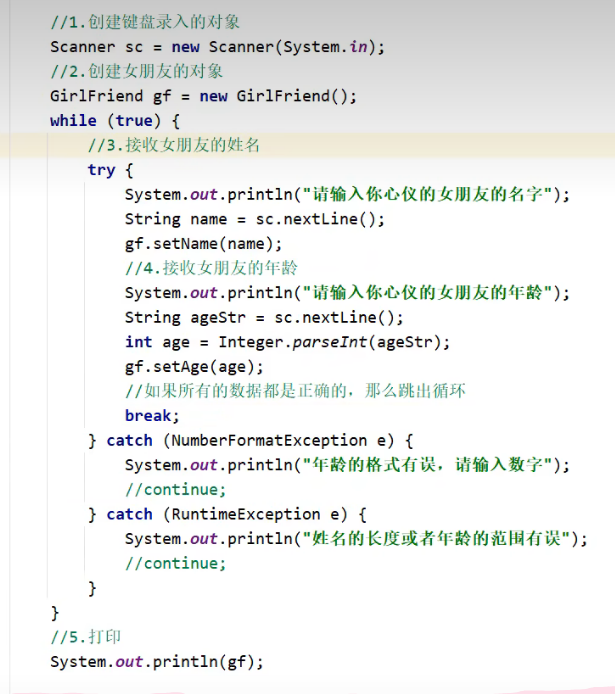 //1.创建键盘录入的对象
Scanner sc = new Scanner(System.in);
//2.创建女朋友的对象
GirlFriend gf = new GirlFriend();
while (true) {
//3.接收女朋友的姓名
try {
System.out.println("请输入你心仪的女朋友的名字");
String name = sc.nextLine();
gf.setName(name);
//4.接收女朋友的年龄
System.out.println("请输入你心仪的女朋友的年龄");
String ageStr = sc.nextLine();
int age = Integer.parseInt(ageStr);
gf.setAge(age);
//如果所有的数据都是正确的，那么跳出循环
break;
} catch (NumberFormatException e) {
System.out.println("年龄的格式有误，请输入数字");
//continue;
} catch (RuntimeException e) {
System.out.println("姓名的长度或者年龄的范围有误");
//continue;
}
}
//5.打印
System.out.println(gf);